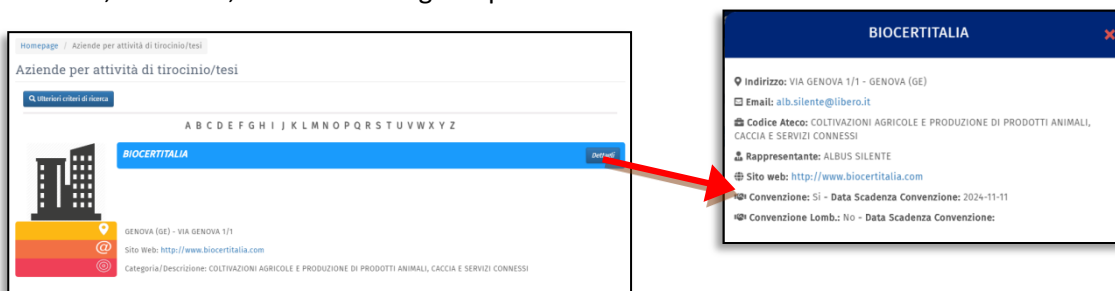 Homepage / Aziende per attività di tirocinio/tesi
Aziende per attività di tirocinio/tesi
Ulteriori criteri di ricerca
A B C D E F G H I J K L M N O P Q R S T U V W X Y Z
BIOCERTITALIA
Dettagli
GENOVA (GE) - VIA GENOVA 1/1
@ Sito Web: http://www.biocertitalia.com
Categoria/Descrizione: COLTIVAZIONI AGRICOLE E PRODUZIONE DI PRODOTTI ANIMALI, CACCIA E SERVIZI CONNESSI
BIOCERTITALIA
Indirizzo: VIA GENOVA 1/1 - GENOVA (GE)
Email: alb.silente@libero.it
Codice Ateco: COLTIVAZIONI AGRICOLE E PRODUZIONE DI PRODOTTI ANIMALI,
CACCIA E SERVIZI CONNESSI
Rappresentante: ALBUS SILENTE
Sito web: http://www.biocertitalia.com
Convenzione: Si - Data Scadenza Convenzione: 2024-11-11
Convenzione Lomb.: No - Data Scadenza Convenzione: